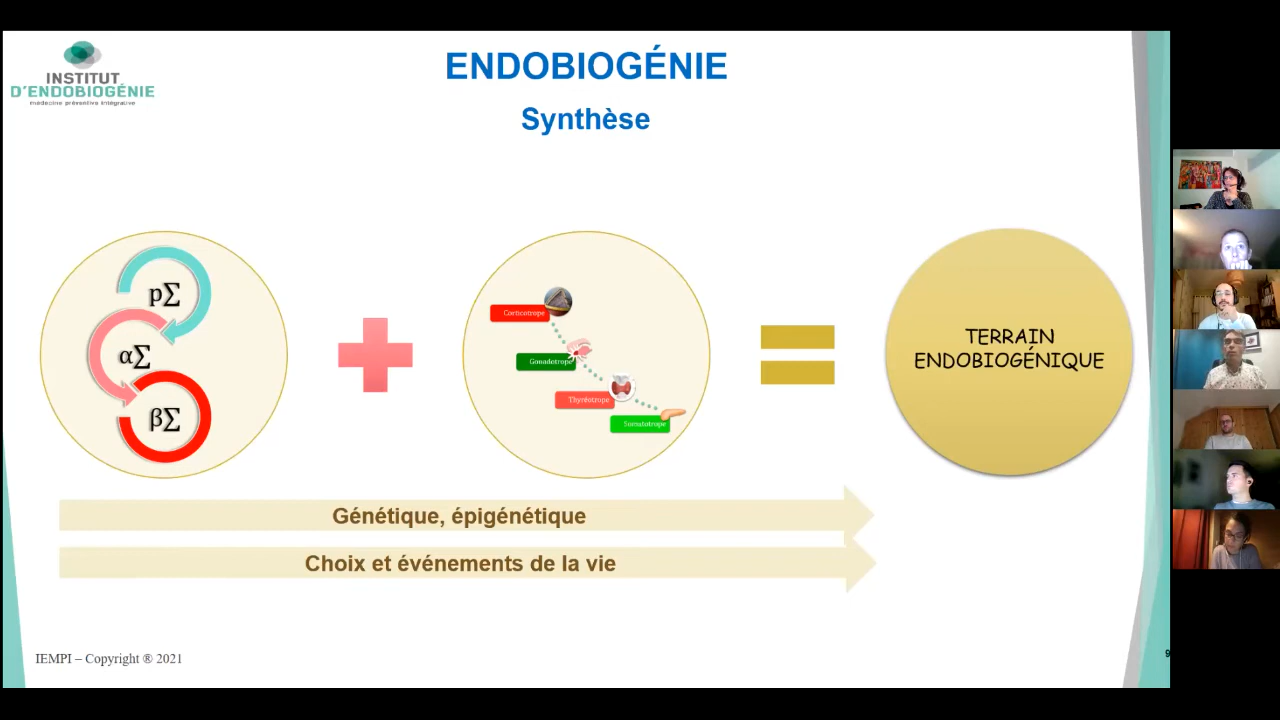 INSTITUT
D'ENDOBIOGÉNIE
médecine préventive intégrative
ENDOBIOGÉNIE
Synthèse
pΣ
αΣ
βΣ
Corticotrope
Gonadotrope
Thyréotrope
Somatotrope
TERRAIN
ENDOBIOGÉNIQUE
Génétique, épigénétique
Choix et événements de la vie
IEMPI – Copyright ® 2021
9